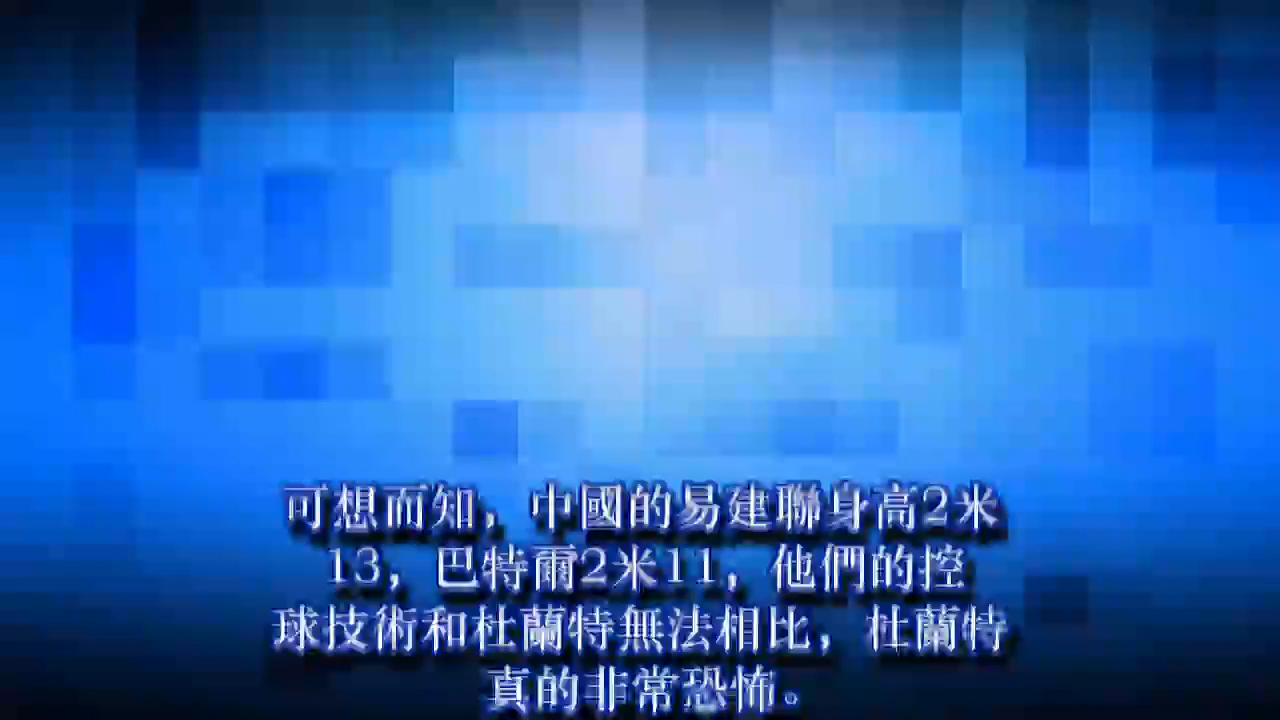 可想而知，中國的易建聯身高2米
13，巴特爾2米11，他們的控
球技術和杜蘭特無法相比，杜蘭特
真的非常恐怖。